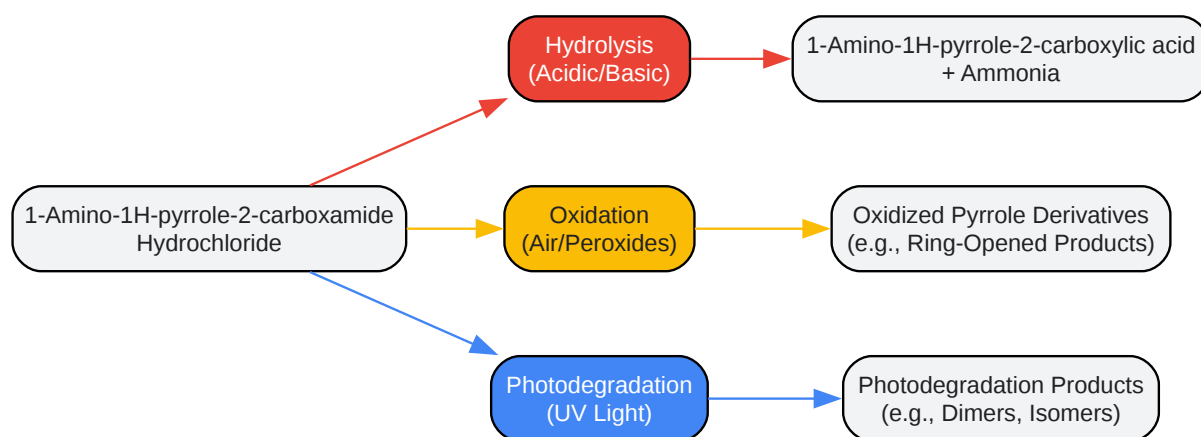 Hydrolysis
(Acidic/Basic)
1-Amino-1H-pyrrole-2-carboxylic acid
+ Ammonia
1-Amino-1H-pyrrole-2-carboxamide
Hydrochloride
Oxidation
(Air/Peroxides)
Oxidized Pyrrole Derivatives
(e.g., Ring-Opened Products)
Photodegradation
(UV Light)
Photodegradation Products
(e.g., Dimers, Isomers)